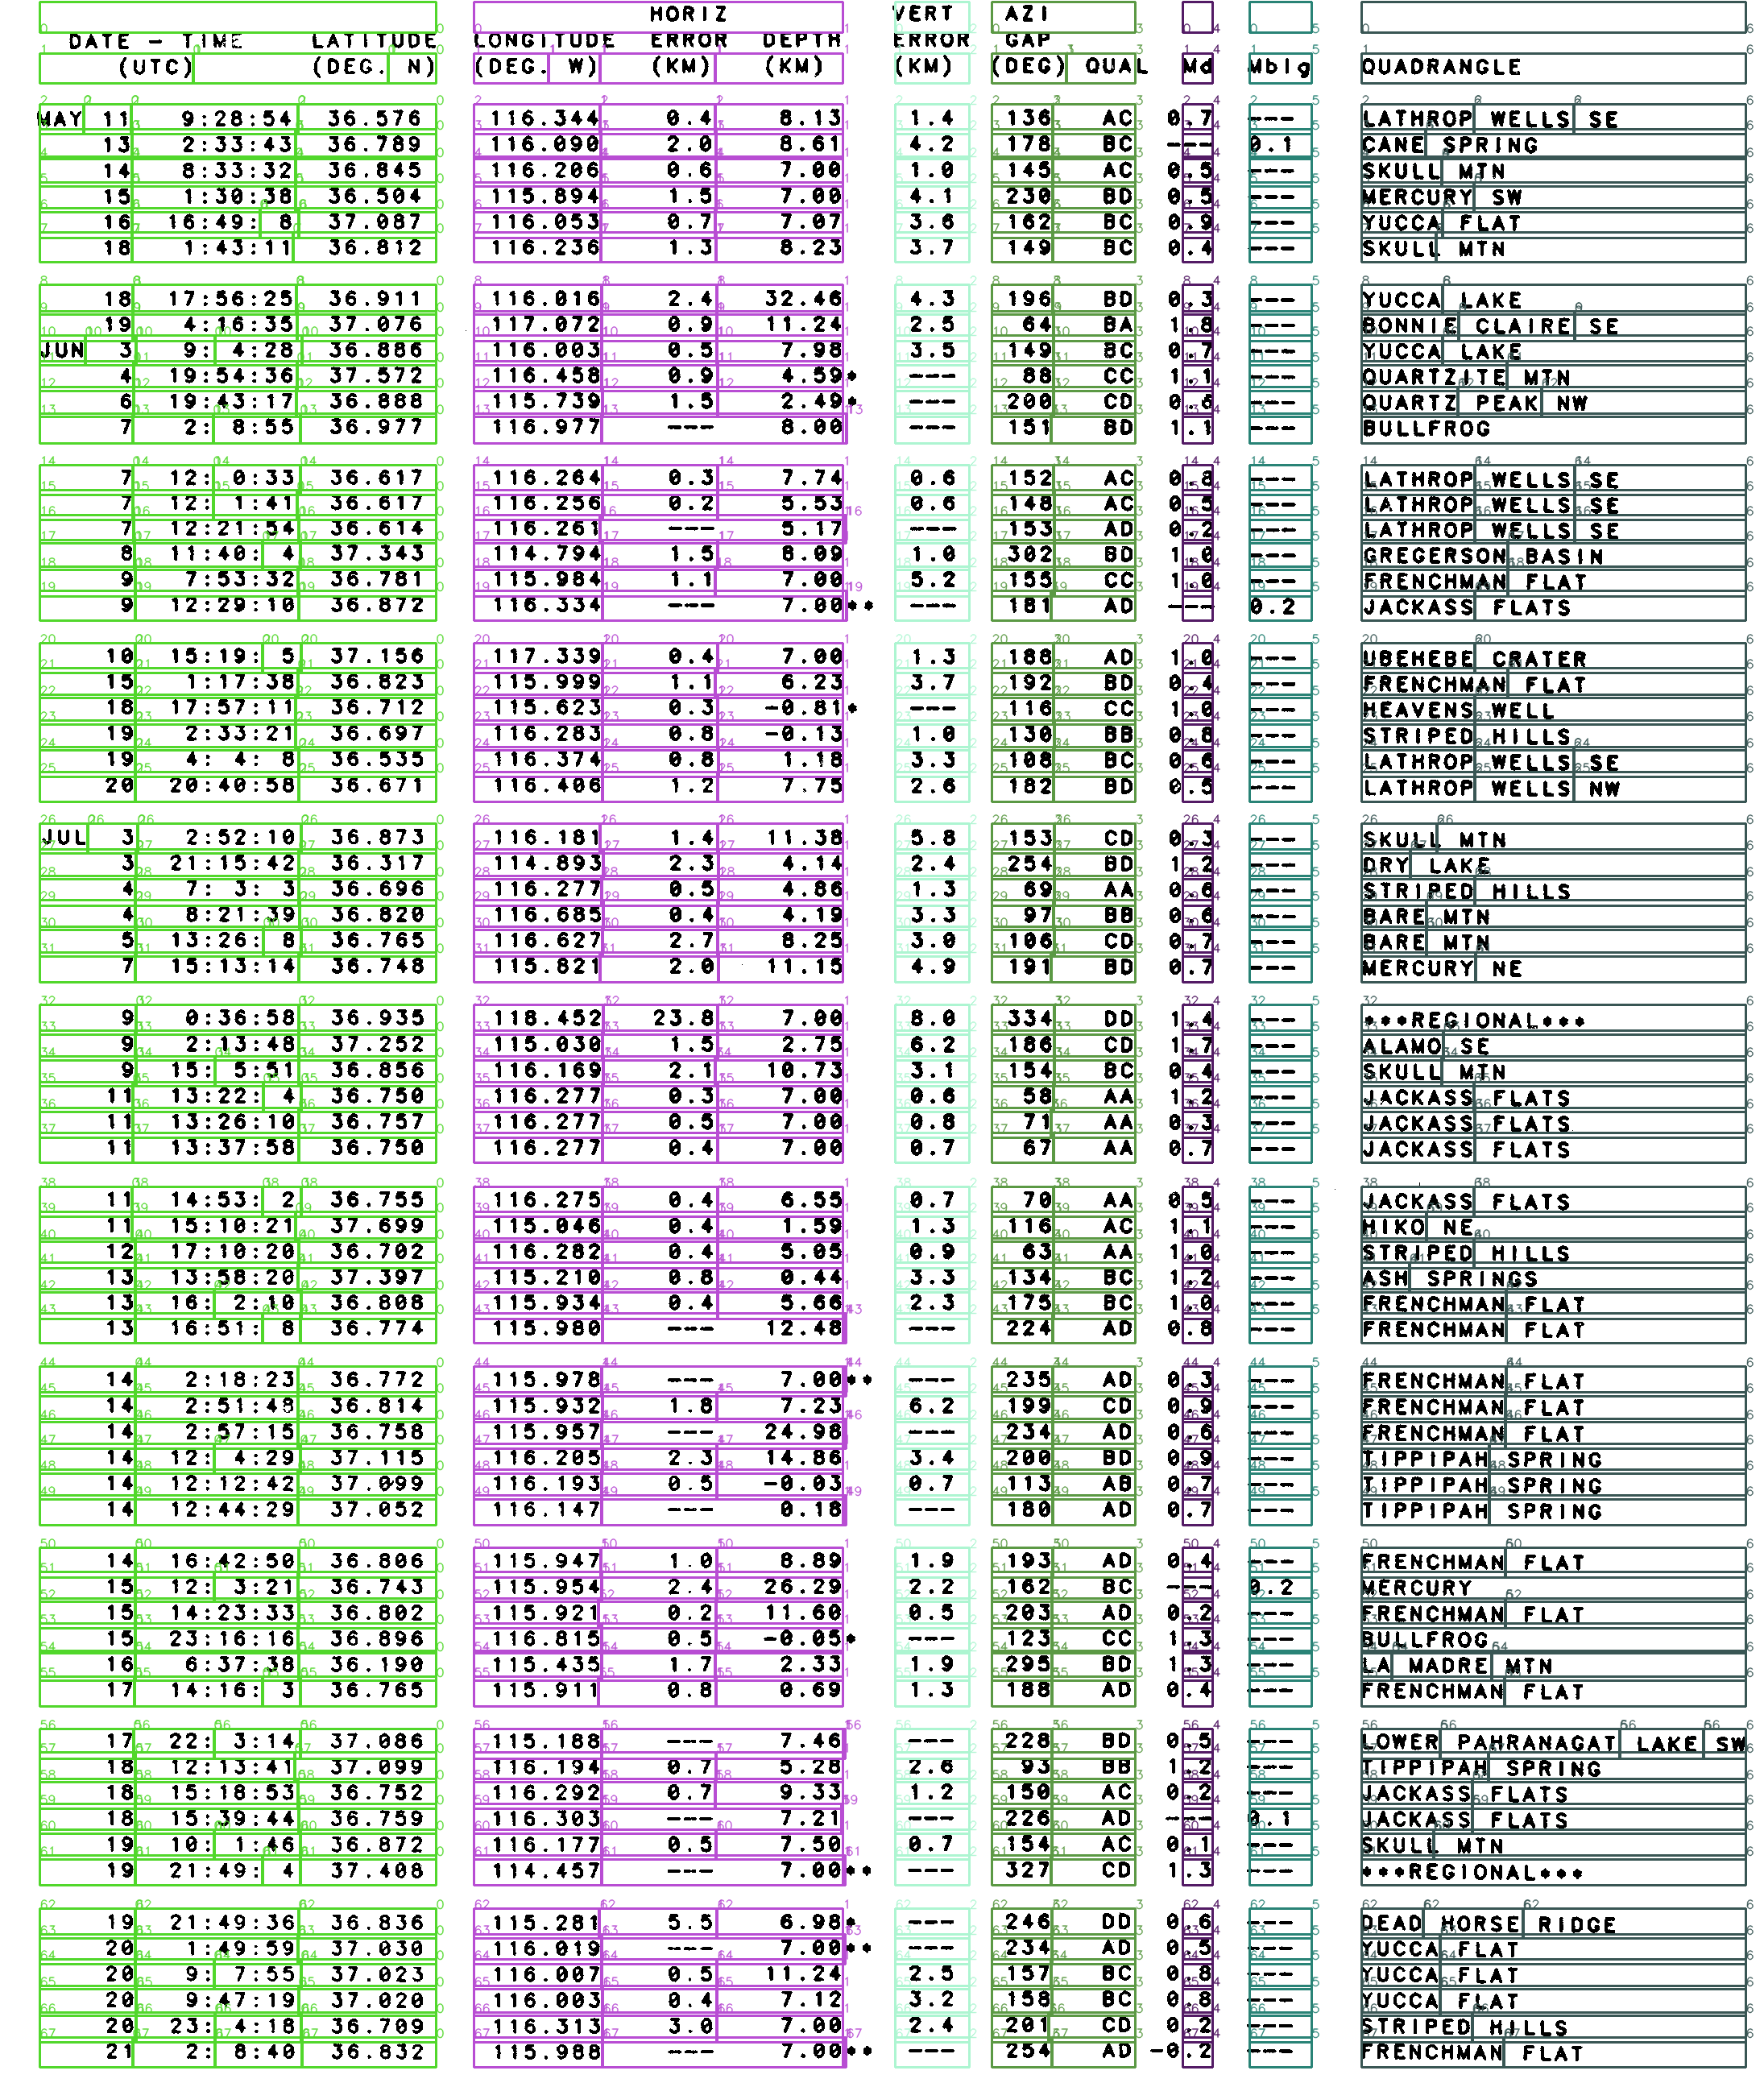 HORIZ VERT AZI
DATE - TIME LATITUDE LONGITUDE ERROR DEPTH ERROR GAP
(UTC) (DEG. N) (DEG. W) (KM) (KM) (KM) (DEG) QUAL Md Mblg QUADRANGLE
MAY 11 9:28:54 36.576 116.344 0.4 8.13 1.4 136 AC 0.7 --- LATHROP WELLS SE
13 2:33:43 36.789 116.090 2.0 8.61 4.2 178 BC --- 0.1 CANE SPRING
14 8:33:32 36.845 116.206 0.6 7.00 1.0 145 AC 0.5 --- SKULL MTN
15 1:30:38 36.504 115.894 1.5 7.00 4.1 230 BD 0.5 --- MERCURY SW
16 16:49: 8 37.087 116.053 0.7 7.07 3.6 162 BC 0.9 --- YUCCA FLAT
18 1:43:11 36.812 116.236 1.3 8.23 3.7 149 BC 0.4 --- SKULL MTN
18 17:56:25 36.911 116.016 2.4 32.46 4.3 196 BD 0.3 --- YUCCA LAKE
19 4:16:35 37.076 117.072 0.9 11.24 2.5 64 BA 1.8 --- BONNIE CLAIRE SE
JUN 3 9: 4:28 36.886 116.003 0.5 7.98 3.5 149 BC 0.7 --- YUCCA LAKE
4 19:54:36 37.572 116.458 0.9 4.59* --- 88 CC 1.1 --- QUARTZITE MTN
6 19:43:17 36.888 115.739 1.5 2.49* --- 200 CD 0.6 --- QUARTZ PEAK NW
7 2: 8:55 36.977 116.977 --- 8.00 --- 151 BD 1.1 --- BULLFROG
7 12: 0:33 36.617 116.264 0.3 7.74 0.6 152 AC 0.8 --- LATHROP WELLS SE
7 12: 1:41 36.617 116.256 0.2 5.53 0.6 148 AC 0.5 --- LATHROP WELLS SE
7 12:21:54 36.614 116.261 --- 5.17 --- 153 AD 0.2 --- LATHROP WELLS SE
8 11:40: 4 37.343 114.794 1.5 8.09 1.0 302 BD 1.0 --- GREGERSON BASIN
9 7:53:32 36.781 115.984 1.1 7.00 5.2 155 CC 1.0 --- FRENCHMAN FLAT
9 12:29:10 36.872 116.334 --- 7.00** --- 181 AD --- 0.2 JACKASS FLATS
10 15:19: 5 37.156 117.339 0.4 7.00 1.3 188 AD 1.0 --- UBEHEBE CRATER
15 1:17:38 36.823 115.999 1.1 6.23 3.7 192 BD 0.4 --- FRENCHMAN FLAT
18 17:57:11 36.712 115.623 0.3 -0.81* --- 116 CC 1.0 --- HEAVENS WELL
19 2:33:21 36.697 116.283 0.8 -0.13 1.0 130 BB 0.8 --- STRIPED HILLS
19 4: 4: 8 36.535 116.374 0.8 1.18 3.3 108 BC 0.6 --- LATHROP WELLS SE
20 20:40:58 36.671 116.406 1.2 7.75 2.6 182 BD 0.5 --- LATHROP WELLS NW
JUL 3 2:52:10 36.873 116.181 1.4 11.38 5.8 153 CD 0.3 --- SKULL MTN
3 21:15:42 36.317 114.893 2.3 4.14 2.4 254 BD 1.2 --- DRY LAKE
4 7: 3: 3 36.696 116.277 0.5 4.86 1.3 69 AA 0.6 --- STRIPED HILLS
4 8:21:39 36.820 116.685 0.4 4.19 3.3 97 BB 0.6 --- BARE MTN
5 13:26: 8 36.765 116.627 2.7 8.25 3.0 106 CD 0.7 --- BARE MTN
7 15:13:14 36.748 115.821 2.0 11.15 4.9 191 BD 0.7 --- MERCURY NE
9 0:36:58 36.935 118.452 23.8 7.00 8.0 334 DD 1.4 --- ***REGIONAL***
9 2:13:48 37.252 115.030 1.5 2.75 6.2 186 CD 1.7 --- ALAMO SE
9 15: 5:51 36.856 116.169 2.1 10.73 3.1 154 BC 0.4 --- SKULL MTN
11 13:22: 4 36.750 116.277 0.3 7.00 0.6 58 AA 1.2 --- JACKASS FLATS
11 13:26:10 36.757 116.277 0.5 7.00 0.8 71 AA 0.3 --- JACKASS FLATS
11 13:37:58 36.750 116.277 0.4 7.00 0.7 67 AA 0.7 --- JACKASS FLATS
11 14:53: 2 36.755 116.275 0.4 6.55 0.7 70 AA 0.5 --- JACKASS FLATS
11 15:10:21 37.699 115.046 0.4 1.59 1.3 116 AC 1.1 --- HIKO NE
12 17:10:20 36.702 116.282 0.4 5.05 0.9 63 AA 1.0 --- STRIPED HILLS
13 13:58:20 37.397 115.210 0.8 0.44 3.3 134 BC 1.2 --- ASH SPRINGS
13 16: 2:10 36.808 115.934 0.4 5.66 2.3 175 BC 1.0 --- FRENCHMAN FLAT
13 16:51: 8 36.774 115.980 --- 12.48 --- 224 AD 0.8 --- FRENCHMAN FLAT
14 2:18:23 36.772 115.978 --- 7.00** --- 235 AD 0.3 --- FRENCHMAN FLAT
14 2:51:43 36.814 115.932 1.8 7.23 6.2 199 CD 0.9 --- FRENCHMAN FLAT
14 2:57:15 36.758 115.957 --- 24.98 --- 234 AD 0.6 --- FRENCHMAN FLAT
14 12: 4:29 37.115 116.205 2.3 14.86 3.4 200 BD 0.9 --- TIPPIPAH SPRING
14 12:12:42 37.099 116.193 0.5 -0.03 0.7 113 AB 0.7 --- TIPPIPAH SPRING
14 12:44:29 37.052 116.147 --- 0.18 --- 180 AD 0.7 --- TIPPIPAH SPRING
14 16:42:50 36.806 115.947 1.0 8.89 1.9 193 AD 0.4 --- FRENCHMAN FLAT
15 12: 3:21 36.743 115.954 2.4 26.29 2.2 162 BC --- 0.2 MERCURY
15 14:23:33 36.802 115.921 0.2 11.60 0.5 203 AD 0.2 --- FRENCHMAN FLAT
15 23:16:16 36.896 116.815 0.5 -0.05* --- 123 CC 1.3 --- BULLFROG
16 6:37:38 36.190 115.435 1.7 2.33 1.9 295 BD 1.3 --- LA MADRE MTN
17 14:16: 3 36.765 115.911 0.8 0.69 1.3 188 AD 0.4 --- FRENCHMAN FLAT
17 22: 3:14 37.086 115.188 --- 7.46 --- 228 BD 0.5 --- LOWER PAHRANAGAT LAKE SW
18 12:13:41 37.099 116.194 0.7 5.28 2.6 93 BB 1.2 --- TIPPIPAH SPRING
18 15:18:53 36.752 116.292 0.7 9.33 1.2 150 AC 0.2 --- JACKASS FLATS
18 15:39:44 36.759 116.303 --- 7.21 --- 226 AD --- 0.1 JACKASS FLATS
19 10: 1:46 36.872 116.177 0.5 7.50 0.7 154 AC 0.1 --- SKULL MTN
19 21:49: 4 37.408 114.457 --- 7.00** --- 327 CD 1.3 --- ***REGIONAL***
19 21:49:36 36.836 115.281 5.5 6.98* --- 246 DD 0.6 --- DEAD HORSE RIDGE
20 1:49:59 37.030 116.019 --- 7.00** --- 234 AD 0.5 --- YUCCA FLAT
20 9: 7:55 37.023 116.007 0.5 11.24 2.5 157 BC 0.8 --- YUCCA FLAT
20 9:47:19 37.020 116.003 0.4 7.12 3.2 158 BC 0.8 --- YUCCA FLAT
20 23: 4:18 36.709 116.313 3.0 7.00 2.4 201 CD 0.2 --- STRIPED HILLS
21 2: 8:40 36.832 115.988 --- 7.00** --- 254 AD -0.2 --- FRENCHMAN FLAT